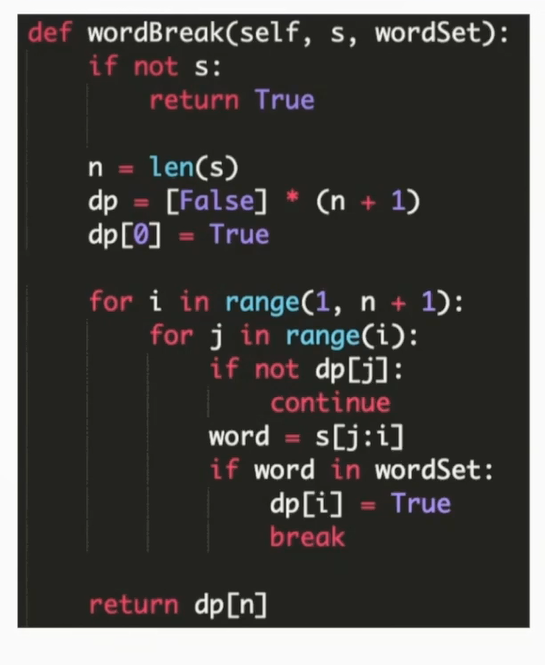 def wordBreak(self, s, wordSet):
    if not s:
        return True

    n = len(s)
    dp = [False] * (n + 1)
    dp[0] = True

    for i in range(1, n + 1):
        for j in range(i):
            if not dp[j]:
                continue
            word = s[j:i]
            if word in wordSet:
                dp[i] = True
                break

    return dp[n]